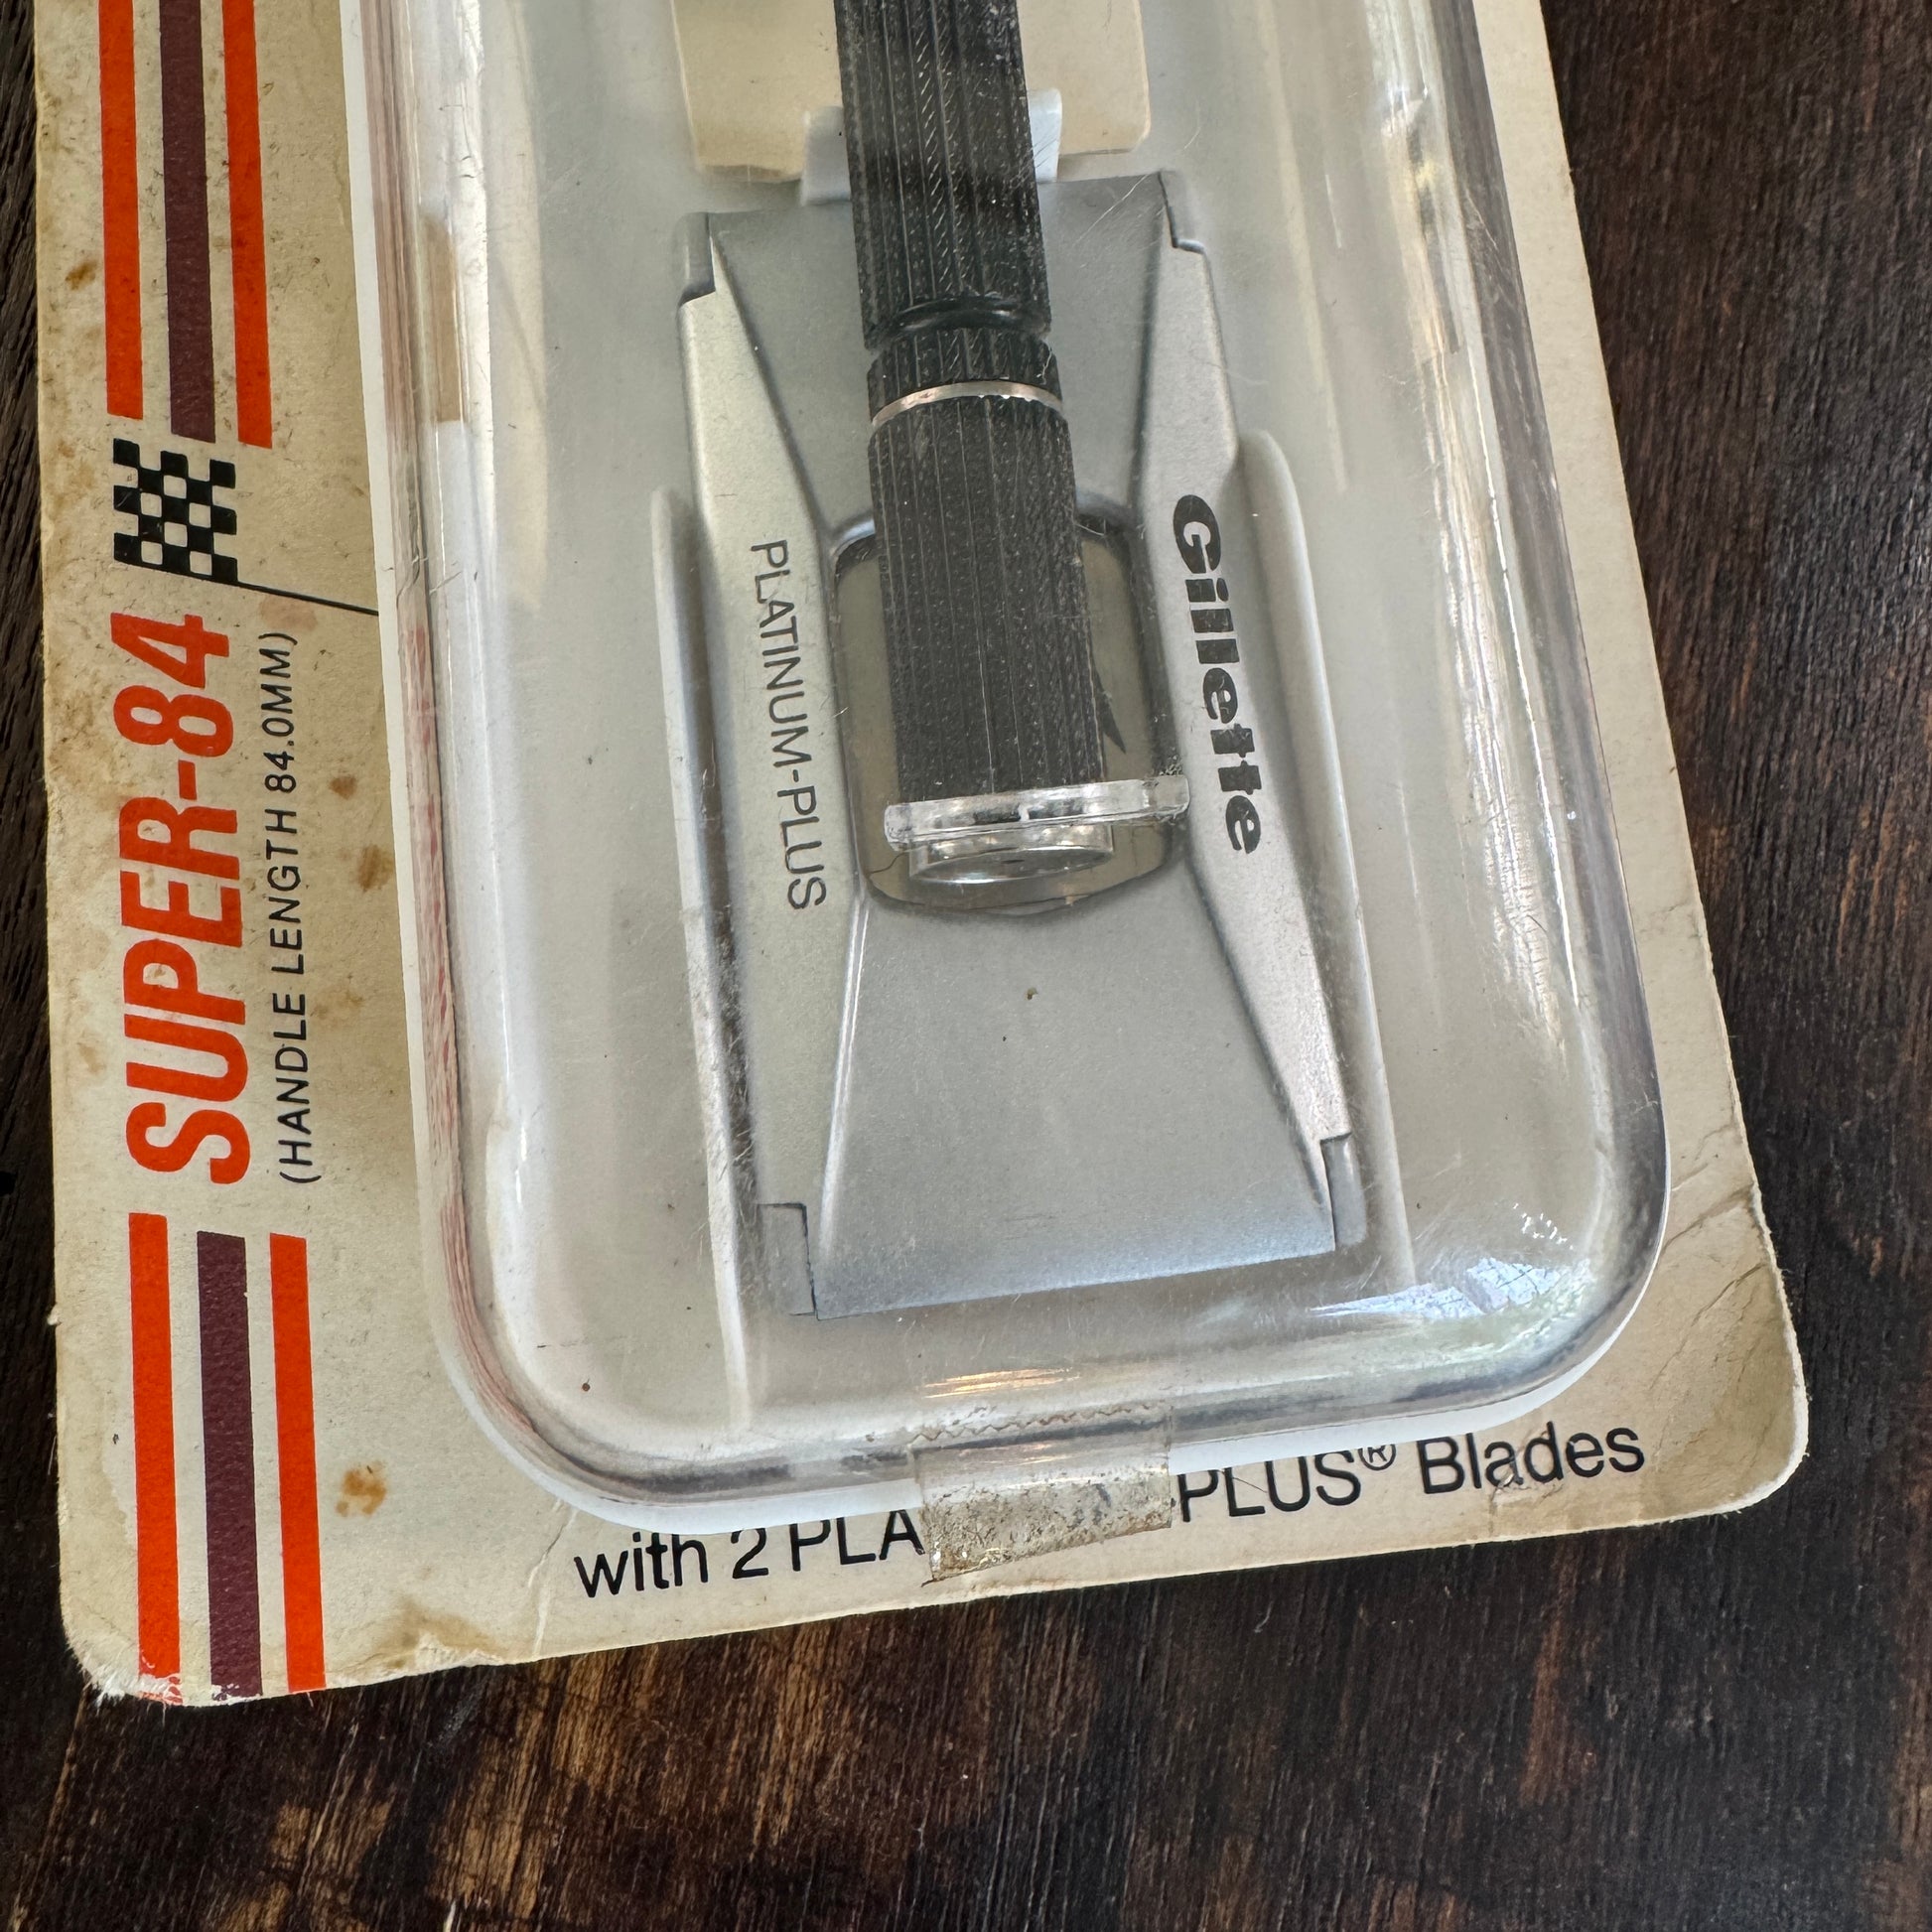 SUPER-84
(HANDLE LENGTH 84.0MM)
PLATINUM-PLUS
Gillette
with 2 PLA PLUS® Blades